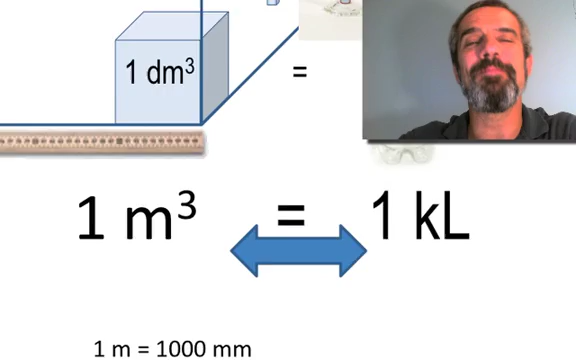 1 dm³ =
1 m³ = 1 kL
1 m = 1000 mm